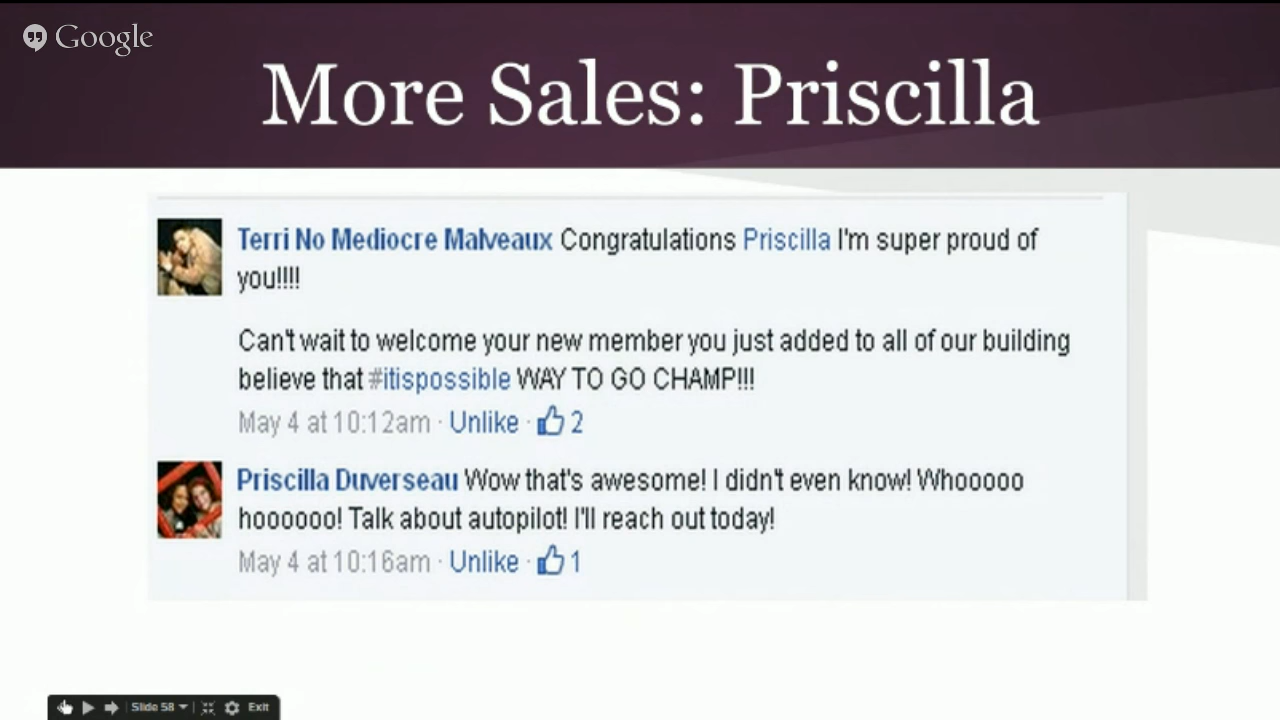 Google
More Sales: Priscilla
Terri No Mediocre Malveaux Congratulations Priscilla I'm super proud of
you!!!!
Can't wait to welcome your new member you just added to all of our building
believe that #itispossible WAY TO GO CHAMP!!!
May 4 at 10:12am · Unlike · 2
Priscilla Duverseau Wow that's awesome! I didn't even know! Whooooo
hoooooo! Talk about autopilot! I'll reach out today!
May 4 at 10:16am · Unlike · 1
Slide 58 Exit